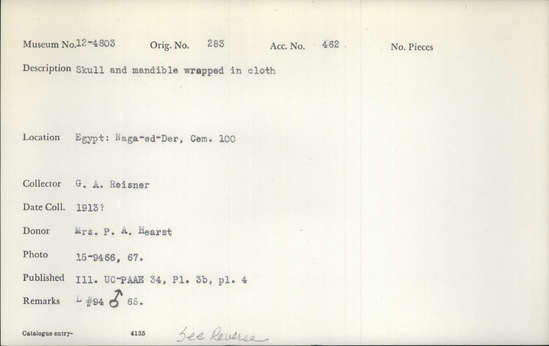 Museum No. 12-4803 Orig. No. 283 Acc. No. 462 No. Pieces
Description Skull and mandible wrapped in cloth
Location Egypt: Naga-ed-Der, Cem. 100
Collector G. A. Reisner
Date Coll. 1913?
Donor Mrs. P. A. Hearst
Photo 15-9466, 67.
Published Ill. UC-PAAE 34, Pl. 3b, pl. 4
Remarks L #94 ♂ 65.
Catalogue entry- 4135 See Reverse